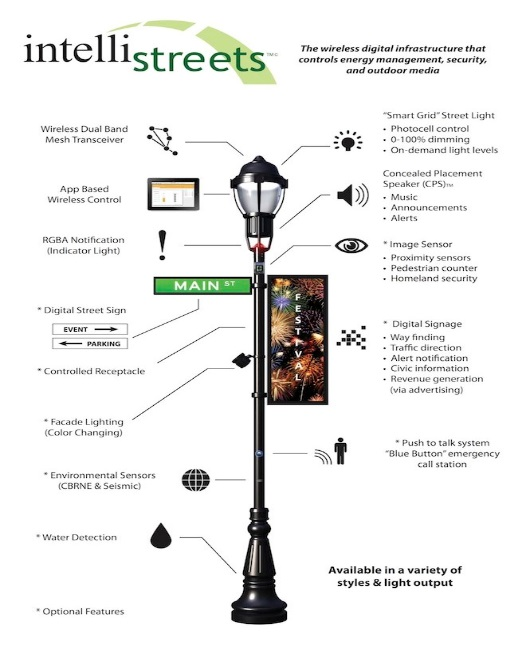 intellistreets™©
The wireless digital infrastructure that
controls energy management, security,
and outdoor media
Wireless Dual Band
Mesh Transceiver
App Based
Wireless Control
RGBA Notification
(Indicator Light)
MAIN ST
* Digital Street Sign
EVENT
PARKING
* Controlled Receptacle
* Facade Lighting
(Color Changing)
* Environmental Sensors
(CBRNE & Seismic)
* Water Detection
* Optional Features
FESTIVAL
"Smart Grid" Street Light
• Photocell control
• 0-100% dimming
• On-demand light levels
Concealed Placement
Speaker (CPS)™
• Music
• Announcements
• Alerts
* Image Sensor
• Proximity sensors
• Pedestrian counter
• Homeland security
* Digital Signage
• Way finding
• Traffic direction
• Alert notification
• Civic information
• Revenue generation
(via advertising)
* Push to talk system
"Blue Button" emergency
call station
Available in a variety of
styles & light output